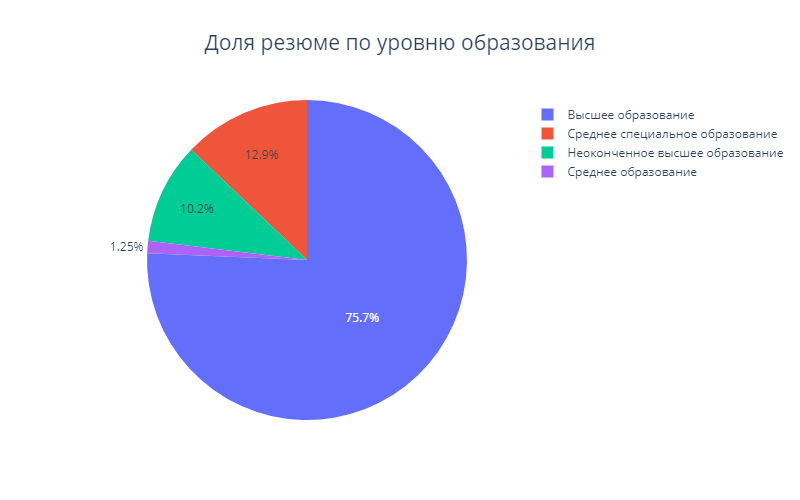 Доля резюме по уровню образования
Высшее образование
Среднее специальное образование
Неоконченное высшее образование
Среднее образование
12.9%
10.2%
1.25%
75.7%